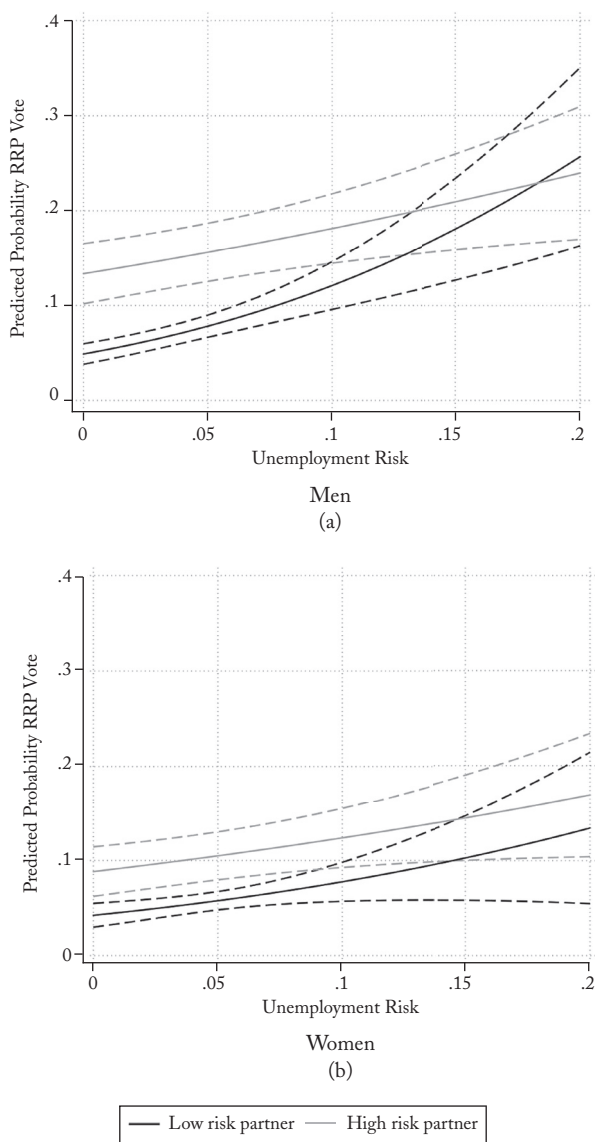 .4
.3
.2
.1
0
Predicted Probability RRP Vote
0 .05 .1 .15 .2
Unemployment Risk
Men
(a)
.4
.3
.2
.1
0
Predicted Probability RRP Vote
0 .05 .1 .15 .2
Unemployment Risk
Women
(b)
Low risk partner High risk partner